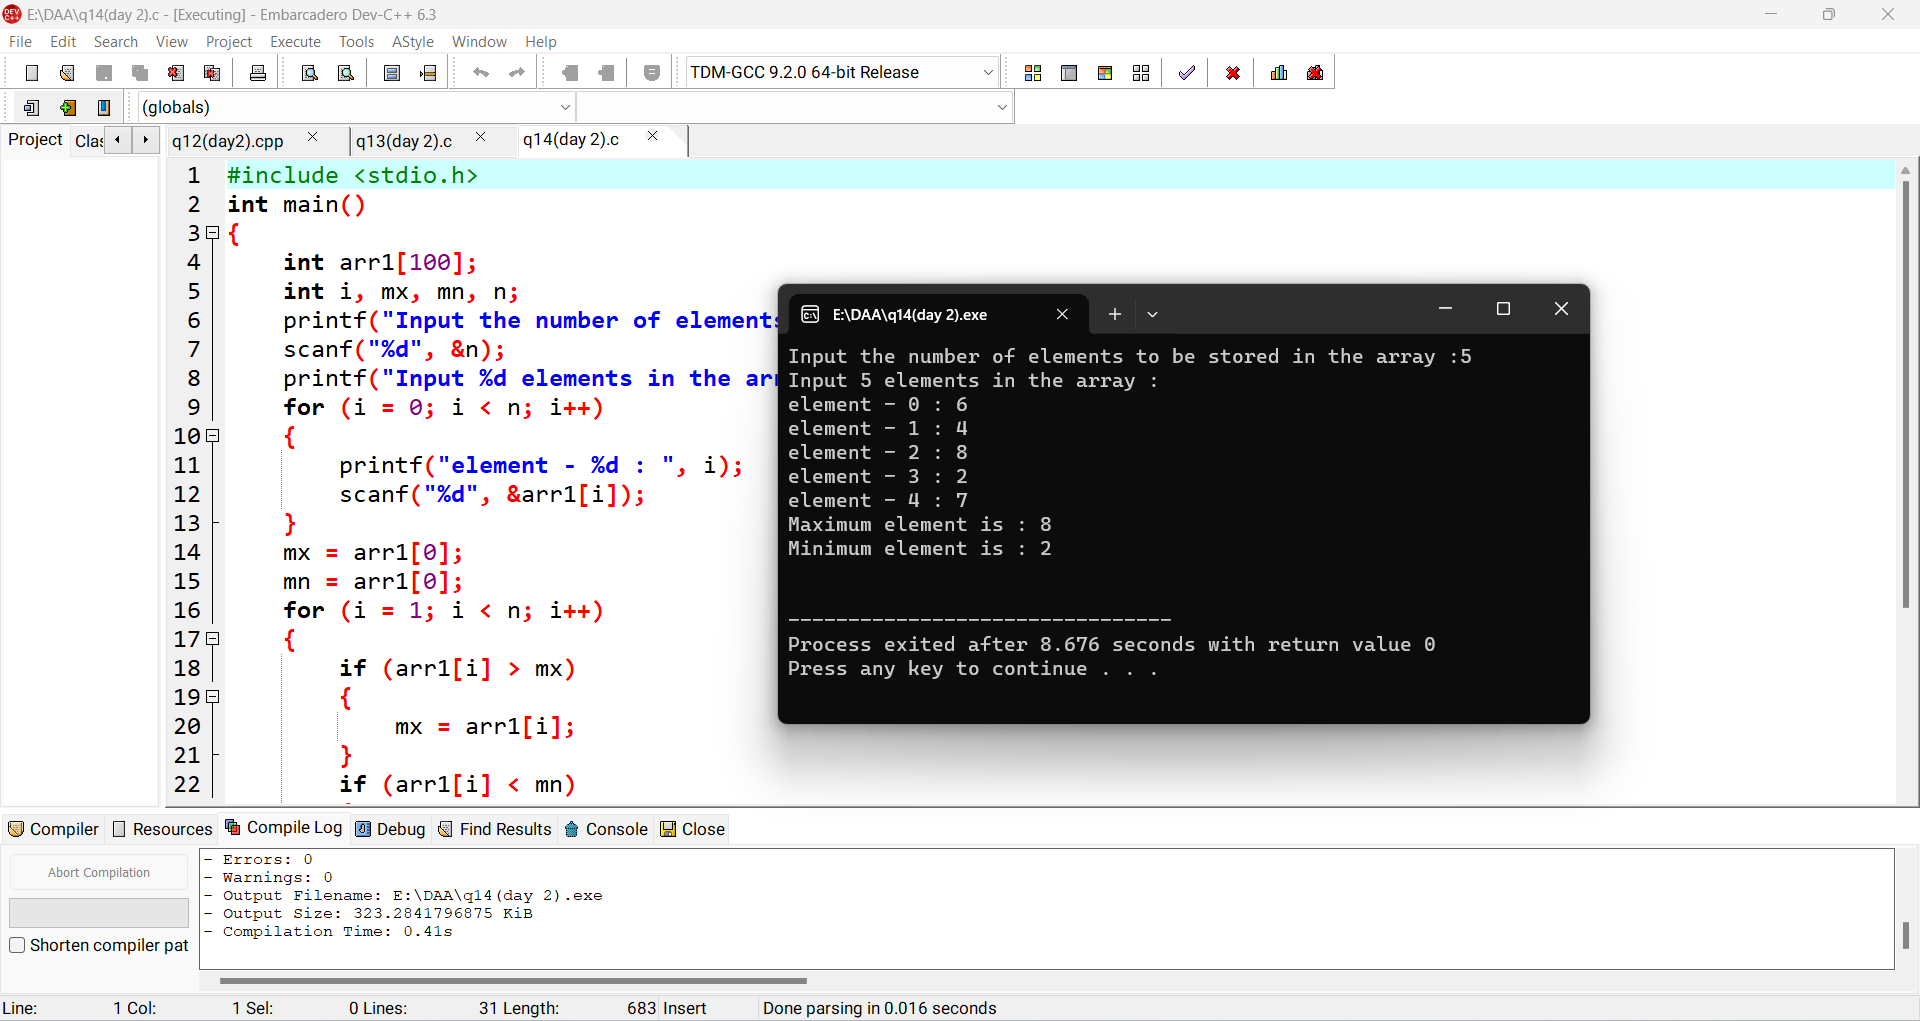 E:\DAA\q14(day 2).c - [Executing] - Embarcadero Dev-C++ 6.3
File Edit Search View Project Execute Tools AStyle Window Help
TDM-GCC 9.2.0 64-bit Release
(globals)
Project Clas q12(day2).cpp q13(day 2).c q14(day 2).c
1 #include <stdio.h>
2 int main()
3 {
4 int arr1[100];
5 int i, mx, mn, n;
6 printf("Input the number of elements
7 scanf("%d", &n);
8 printf("Input %d elements in the arr
9 for (i = 0; i < n; i++)
10 {
11 printf("element - %d : ", i);
12 scanf("%d", &arr1[i]);
13 }
14 mx = arr1[0];
15 mn = arr1[0];
16 for (i = 1; i < n; i++)
17 {
18 if (arr1[i] > mx)
19 {
20 mx = arr1[i];
21 }
22 if (arr1[i] < mn)
E:\DAA\q14(day 2).exe
Input the number of elements to be stored in the array :5
Input 5 elements in the array :
element - 0 : 6
element - 1 : 4
element - 2 : 8
element - 3 : 2
element - 4 : 7
Maximum element is : 8
Minimum element is : 2
--------------------------------
Process exited after 8.676 seconds with return value 0
Press any key to continue . . .
Compiler Resources Compile Log Debug Find Results Console Close
Abort Compilation
Shorten compiler pat
- Errors: 0
- Warnings: 0
- Output Filename: E:\DAA\q14(day 2).exe
- Output Size: 323.2841796875 KiB
- Compilation Time: 0.41s
Line: 1 Col: 1 Sel: 0 Lines: 31 Length: 683 Insert Done parsing in 0.016 seconds